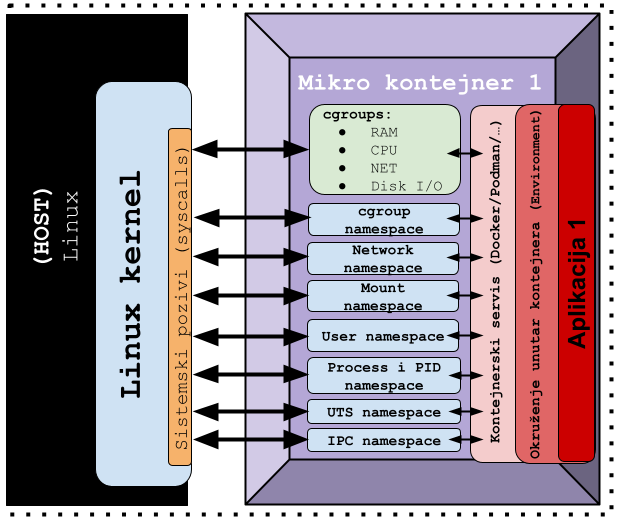 (HOST)
Linux
Linux kernel
Sistemski pozivi (syscalls)
Mikro kontejner 1
cgroups:
● RAM
● CPU
● NET
● Disk I/O
cgroup
namespace
Network
namespace
Mount
namespace
User namespace
Process i PID
namespace
UTS namespace
IPC namespace
Kontejnerski servis (Docker/Podman/…)
Okruženje unutar kontejnera (Environment)
Aplikacija 1